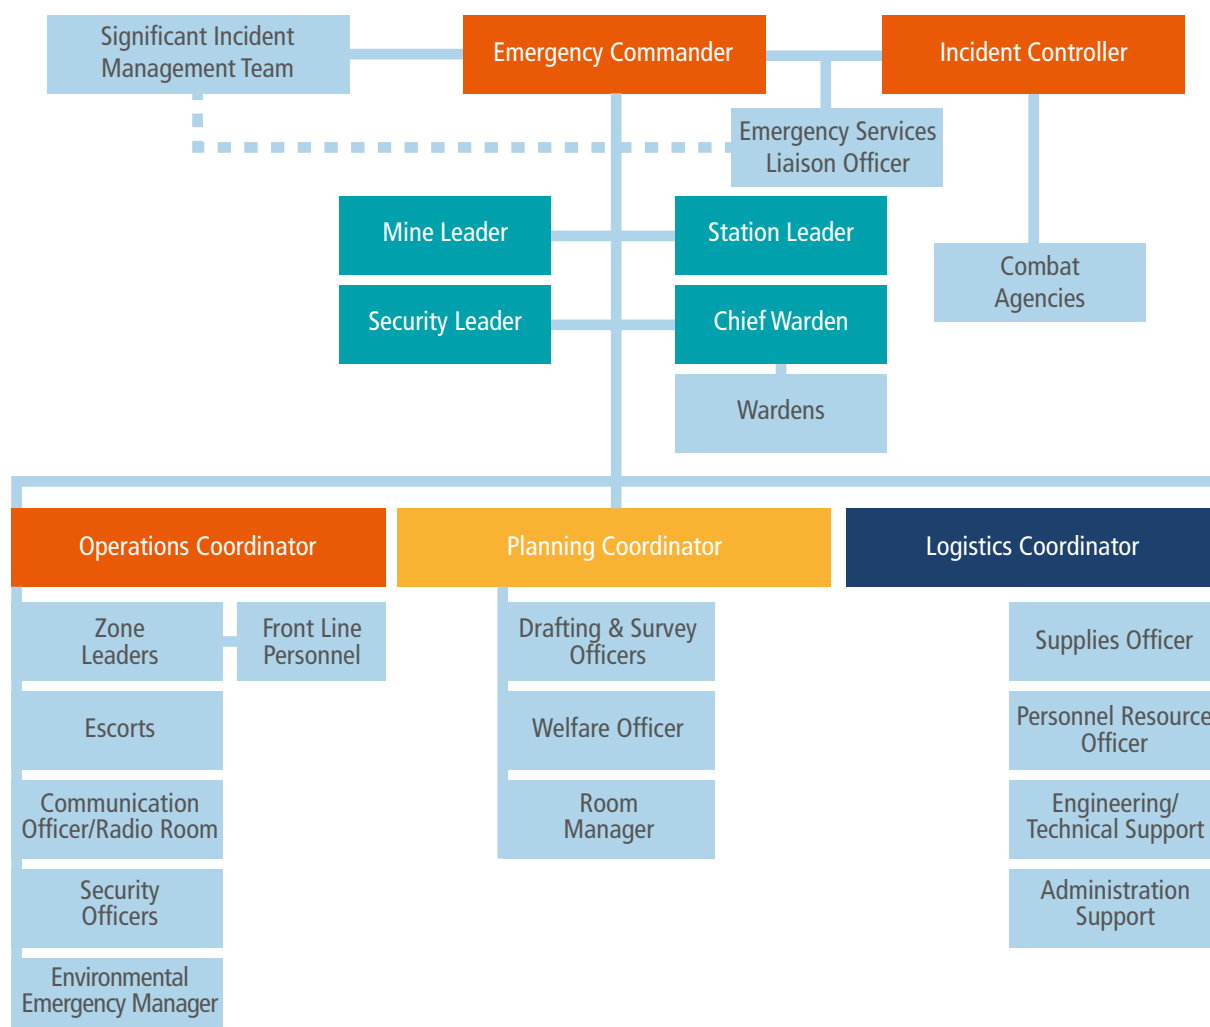 Significant Incident
Management Team
Emergency Commander
Incident Controller
Emergency Services
Liaison Officer
Mine Leader
Station Leader
Combat
Agencies
Security Leader
Chief Warden
Wardens
Operations Coordinator
Planning Coordinator
Logistics Coordinator
Zone
Leaders
Front Line
Personnel
Drafting & Survey
Officers
Supplies Officer
Escorts
Welfare Officer
Personnel Resource
Officer
Communication
Officer/Radio Room
Room
Manager
Engineering/
Technical Support
Security
Officers
Administration
Support
Environmental
Emergency Manager